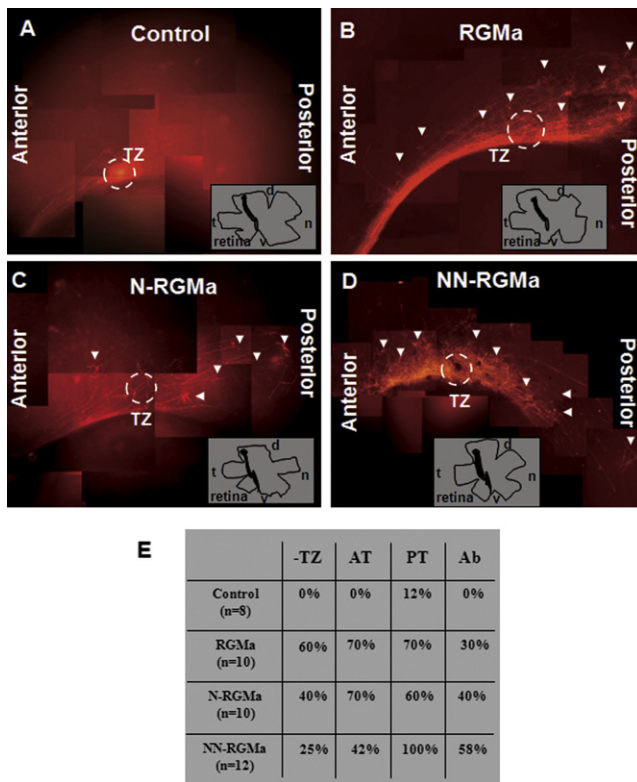 A
Control
Anterior
Posterior
TZ
d
t
n
retina
v
B
RGMa
Anterior
Posterior
TZ
d
t
n
retina
v
C
N-RGMa
Anterior
Posterior
TZ
d
t
n
retina
v
D
NN-RGMa
Anterior
Posterior
TZ
d
t
n
retina
v
E
-TZ AT PT Ab
Control 0% 0% 12% 0%
(n=8)
RGMa 60% 70% 70% 30%
(n=10)
N-RGMa 40% 70% 60% 40%
(n=10)
NN-RGMa 25% 42% 100% 58%
(n=12)